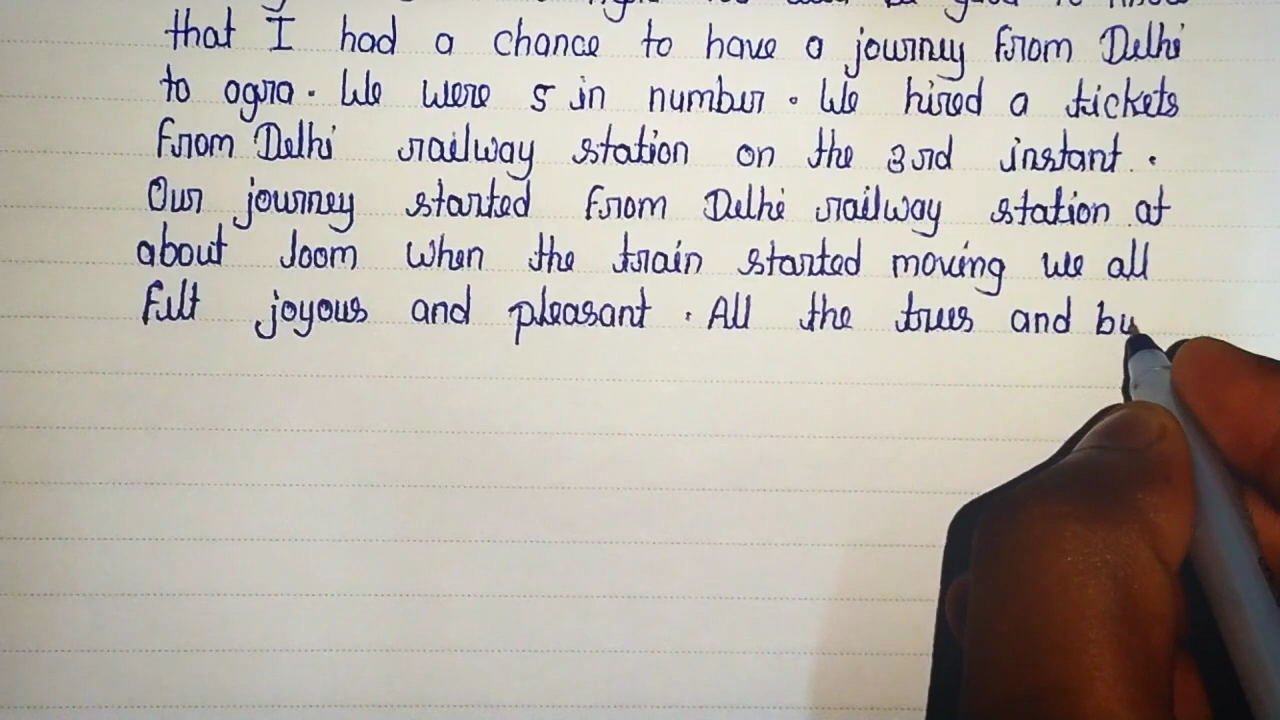 that I had a chance to have a journey from Delhi
to agra. We were 5 in number. We hired a tickets
from Delhi railway station on the 3rd instant.
Our journey started from Delhi railway station at
about when the train started moving we all
felt joyous and pleasant. All the trees and bu